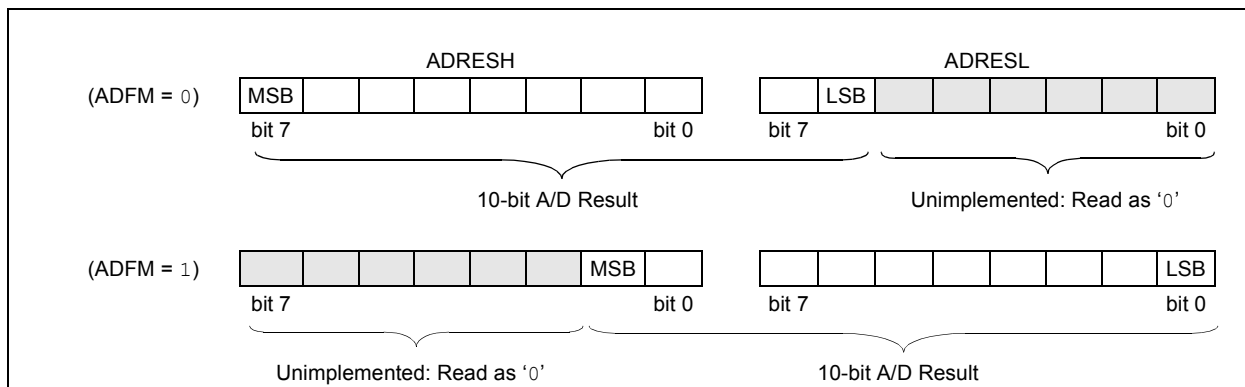 ADRESH ADRESL
(ADFM = 0) MSB LSB
bit 7 bit 0 bit 7 bit 0
10-bit A/D Result Unimplemented: Read as ‘0’
(ADFM = 1) MSB LSB
bit 7 bit 0 bit 7 bit 0
Unimplemented: Read as ‘0’ 10-bit A/D Result